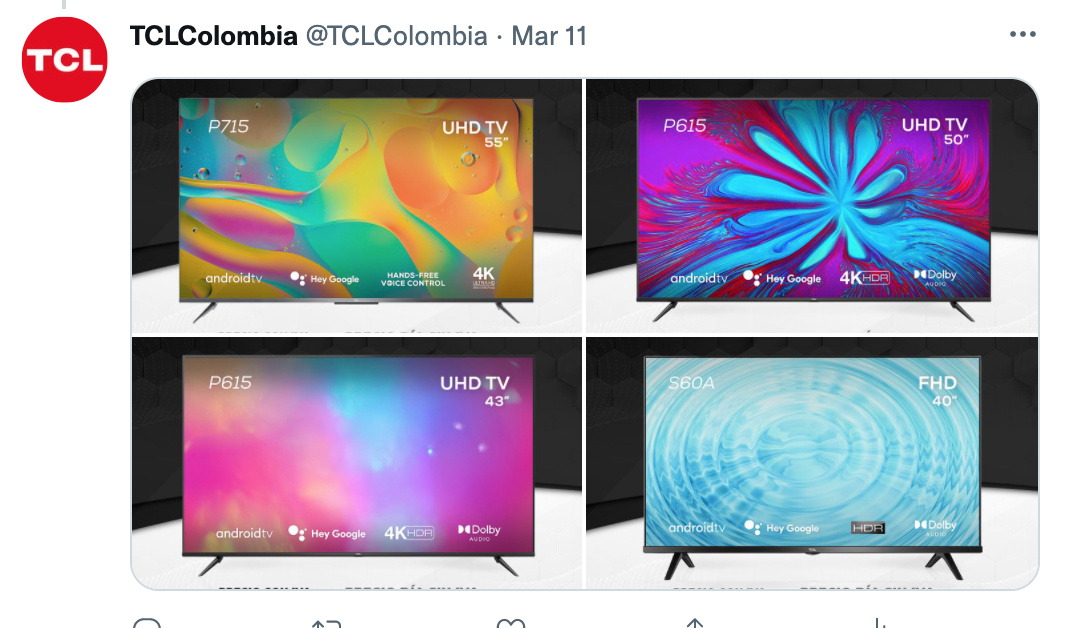 TCL
TCLColombia @TCLColombia · Mar 11
P715
UHD TV
55"
androidtv
Hey Google
HANDS-FREE
VOICE CONTROL
4K
P615
UHD TV
50"
androidtv
Hey Google
4K HDR
Dolby
AUDIO
P615
UHD TV
43"
androidtv
Hey Google
4K HDR
Dolby
AUDIO
S60A
FHD
40"
androidtv
Hey Google
HDR
Dolby
AUDIO